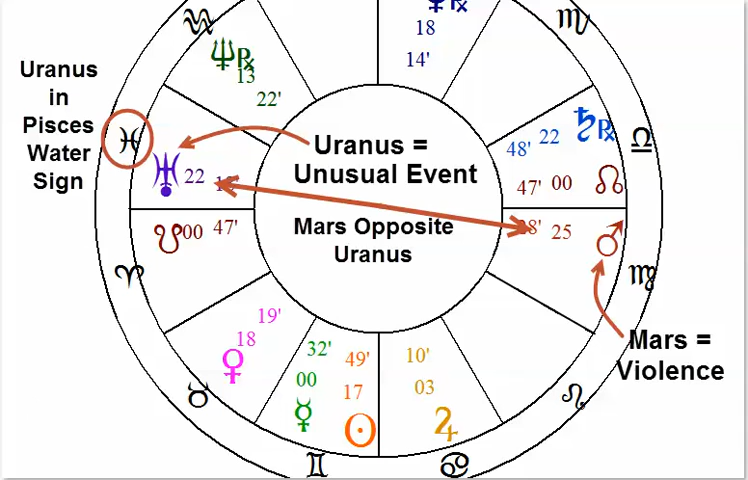 Uranus
in
Pisces
Water
Sign
Uranus =
Unusual Event
Mars Opposite
Uranus
Mars =
Violence
♆℞
13
22'
℞
18
14'
♏
♒
♓
♅ 22
48' 22 ♄℞
♎
47' 00 ☊
☋ 00 47'
25 ♂
♈
♍
19'
18
♀
♉
32'
00
☿
49'
17
☉
10'
03
♃
♌
♊
♋